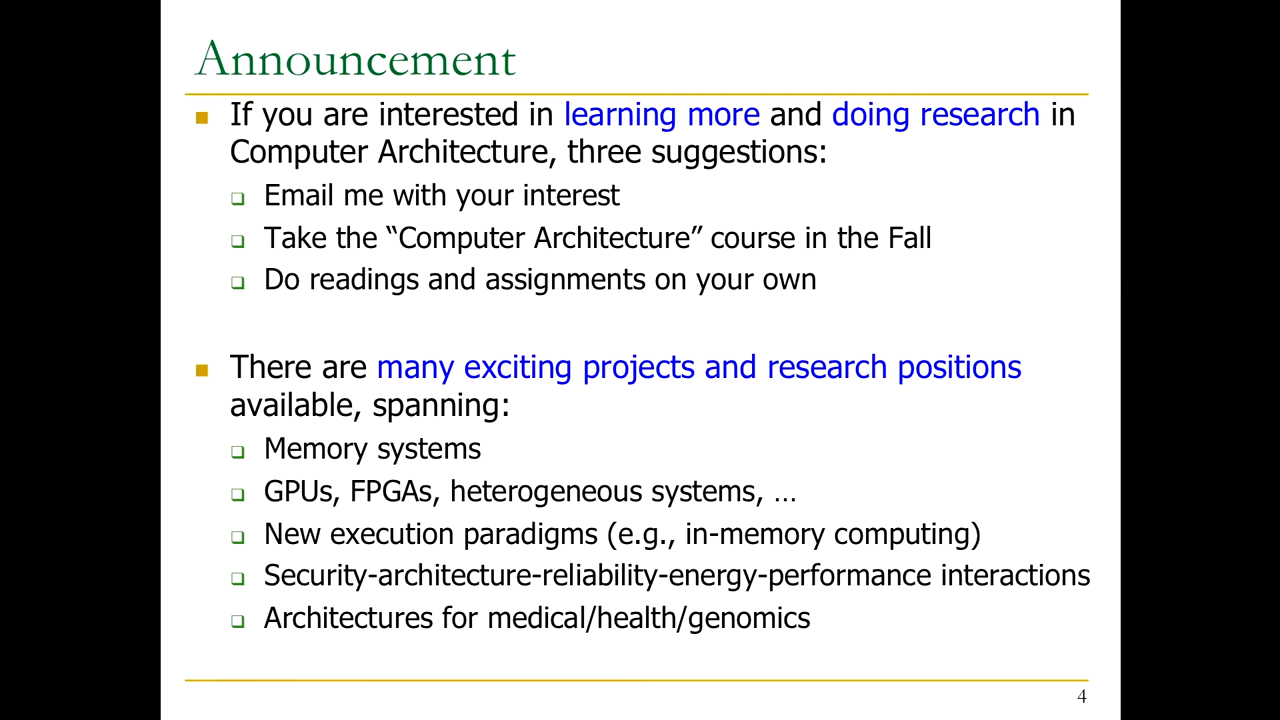 Announcement
If you are interested in learning more and doing research in
Computer Architecture, three suggestions:
Email me with your interest
Take the “Computer Architecture” course in the Fall
Do readings and assignments on your own
There are many exciting projects and research positions
available, spanning:
Memory systems
GPUs, FPGAs, heterogeneous systems, …
New execution paradigms (e.g., in-memory computing)
Security-architecture-reliability-energy-performance interactions
Architectures for medical/health/genomics
4